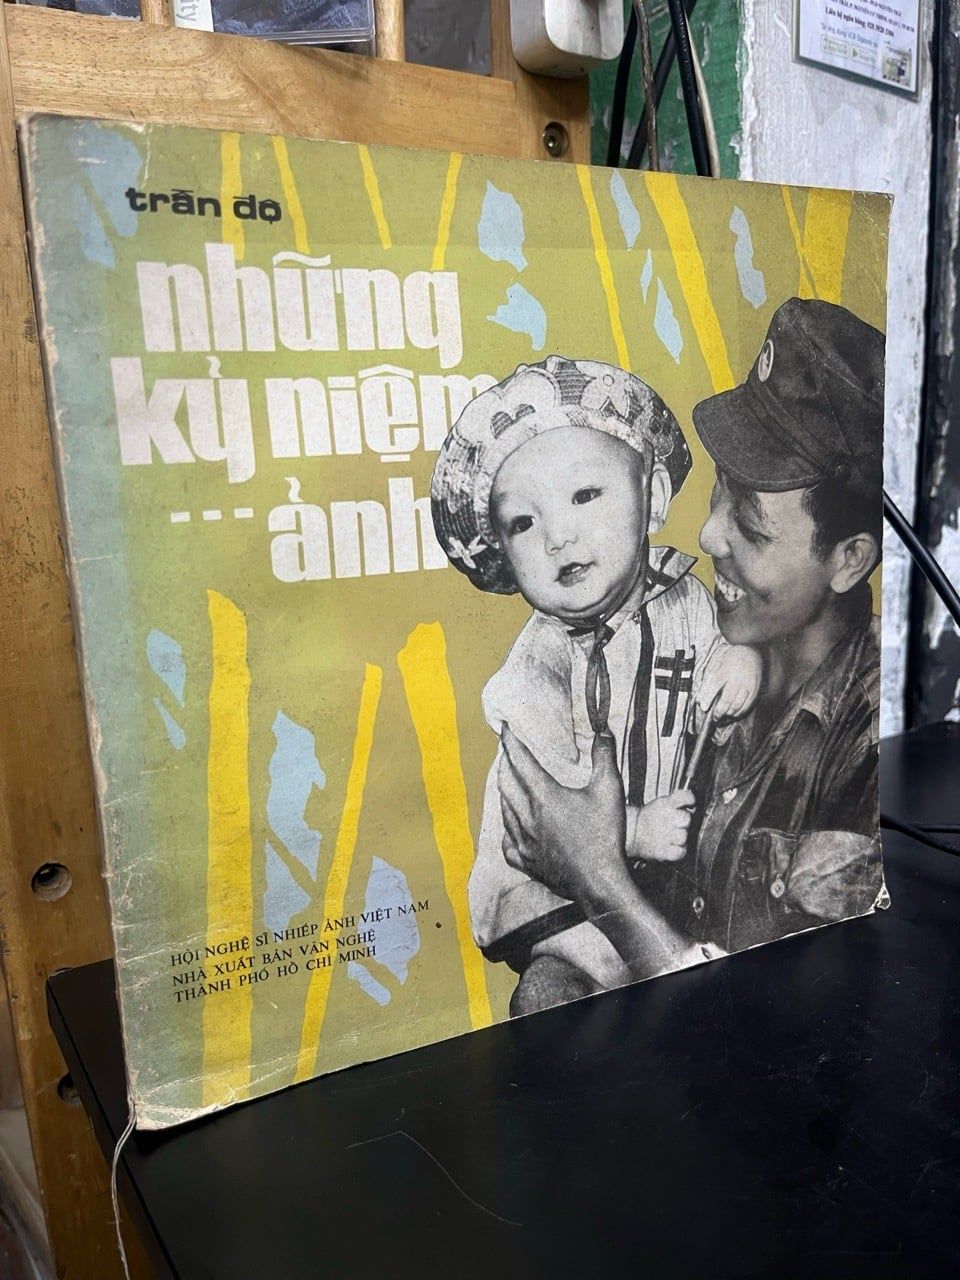 ty
trần độ
những
kỷ niệm
---ảnh
HỘI NGHỆ SĨ NHIẾP ẢNH VIỆT NAM
NHÀ XUẤT BẢN VĂN NGHỆ
THÀNH PHỐ HỒ CHÍ MINH